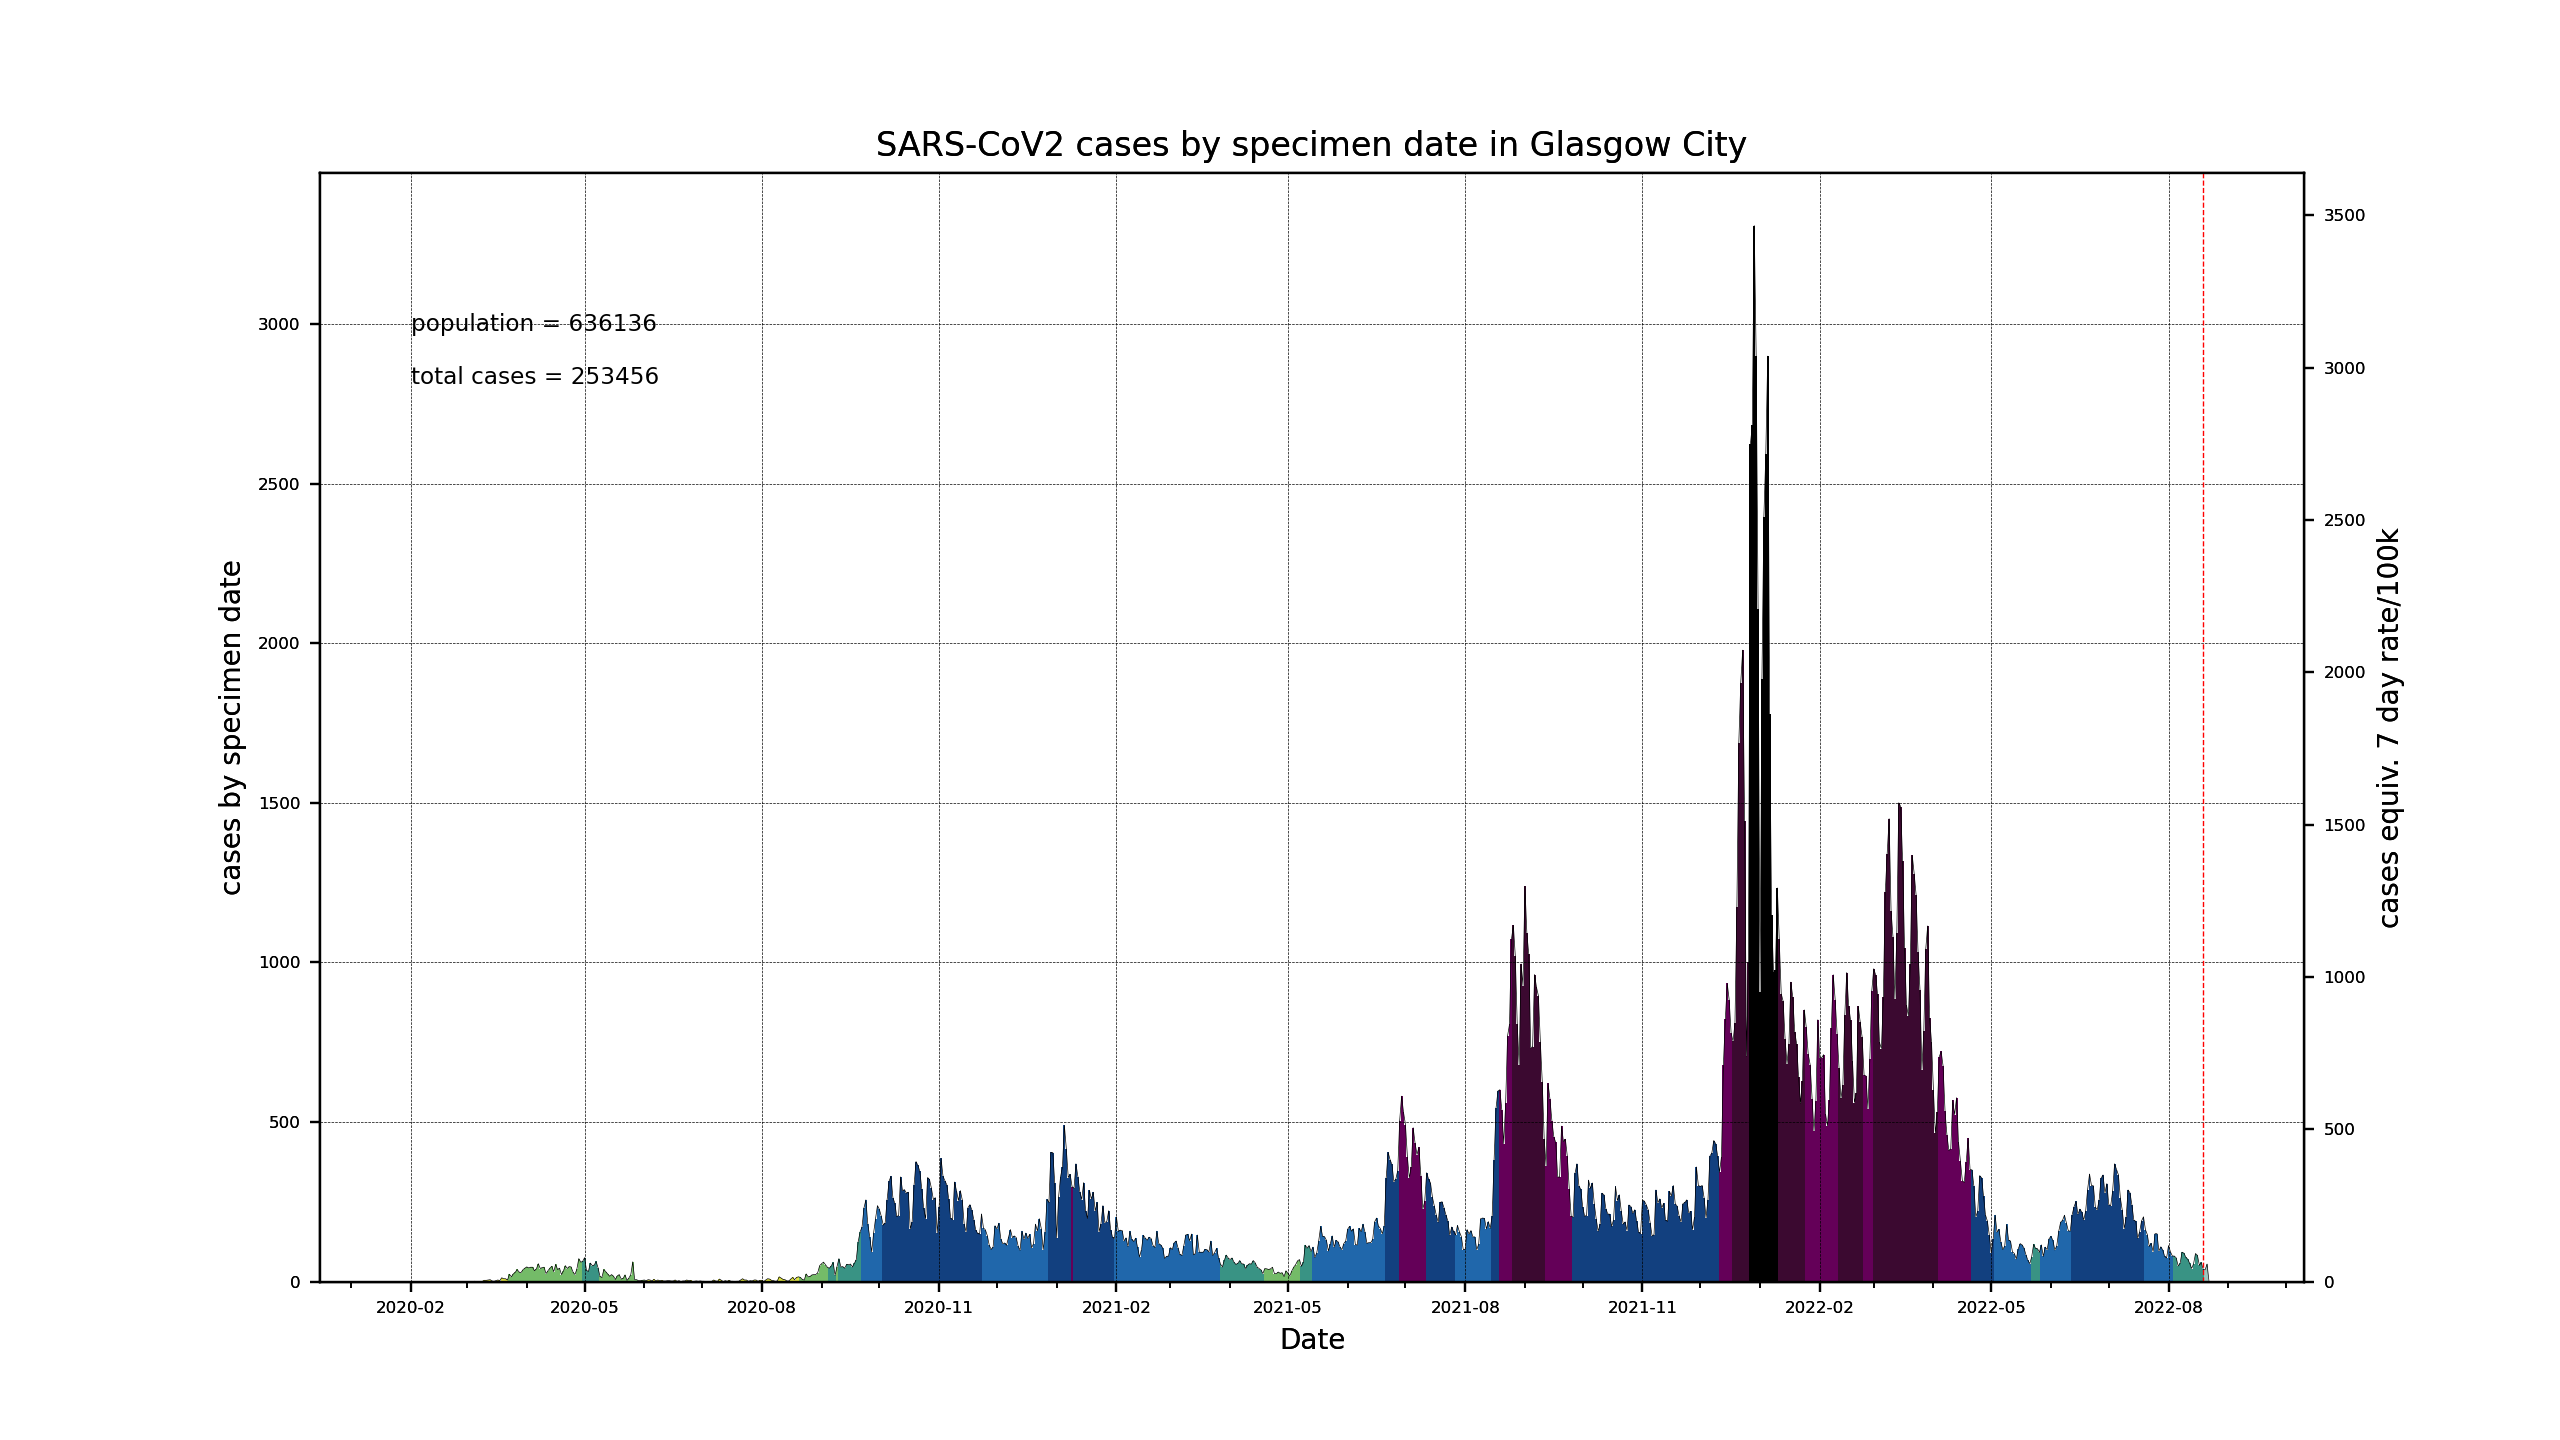 SARS-CoV2 cases by specimen date in Glasgow City
population = 636136
total cases = 253456
cases by specimen date
3000
2500
2000
1500
1000
500
0
cases equiv. 7 day rate/100k
3500
3000
2500
2000
1500
1000
500
0
2020-02 2020-05 2020-08 2020-11 2021-02 2021-05 2021-08 2021-11 2022-02 2022-05 2022-08
Date